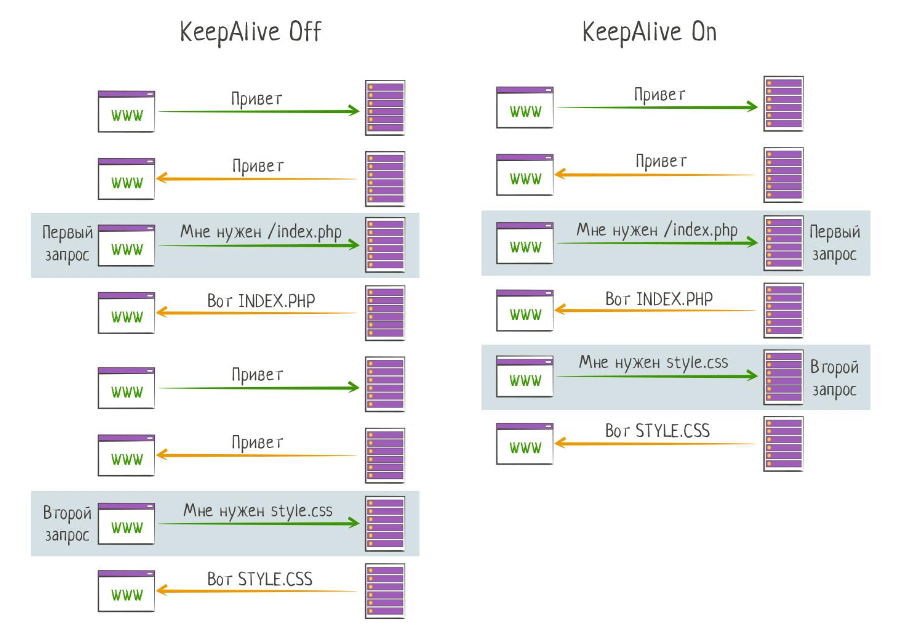 KeepAlive Off
Привет
WWW
Привет
WWW
Первый
запрос
WWW
Мне нужен /index.php
Вот INDEX.PHP
WWW
Привет
WWW
Привет
WWW
Второй
запрос
WWW
Мне нужен style.css
Вот STYLE.CSS
WWW
KeepAlive On
Привет
WWW
Привет
WWW
Мне нужен /index.php
WWW
Первый
запрос
Вот INDEX.PHP
WWW
Мне нужен style.css
WWW
Второй
запрос
Вот STYLE.CSS
WWW